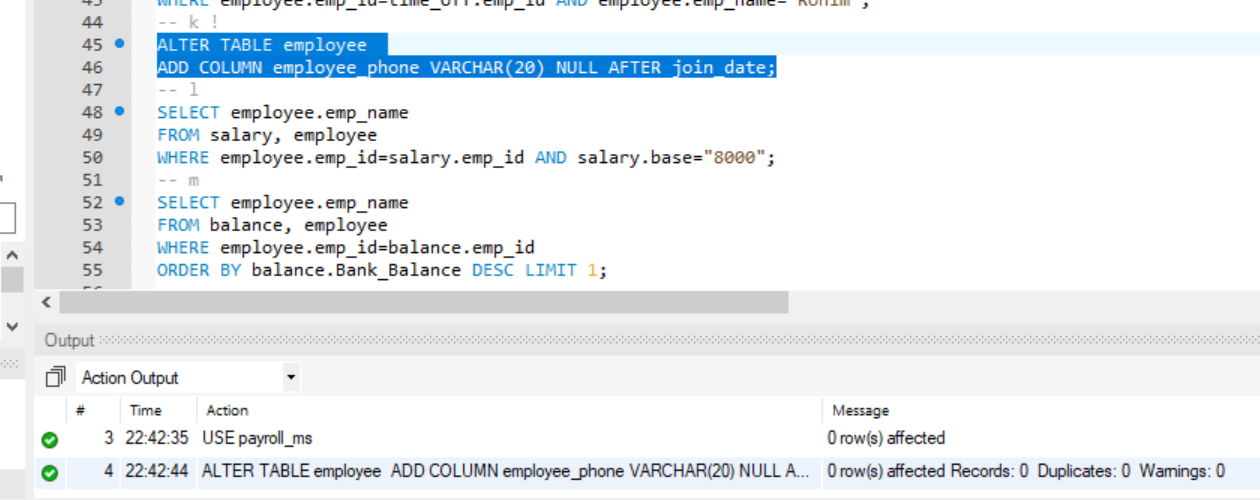 43 WHERE employee.emp_id=time_off.emp_id AND employee.emp_name="Rohim";
44 -- k !
45 ALTER TABLE employee
46 ADD COLUMN employee_phone VARCHAR(20) NULL AFTER join_date;
47 -- l
48 SELECT employee.emp_name
49 FROM salary, employee
50 WHERE employee.emp_id=salary.emp_id AND salary.base="8000";
51 -- m
52 SELECT employee.emp_name
53 FROM balance, employee
54 WHERE employee.emp_id=balance.emp_id
55 ORDER BY balance.Bank_Balance DESC LIMIT 1;
Output
Action Output
# Time Action Message
3 22:42:35 USE payroll_ms 0 row(s) affected
4 22:42:44 ALTER TABLE employee ADD COLUMN employee_phone VARCHAR(20) NULL A... 0 row(s) affected Records: 0 Duplicates: 0 Warnings: 0